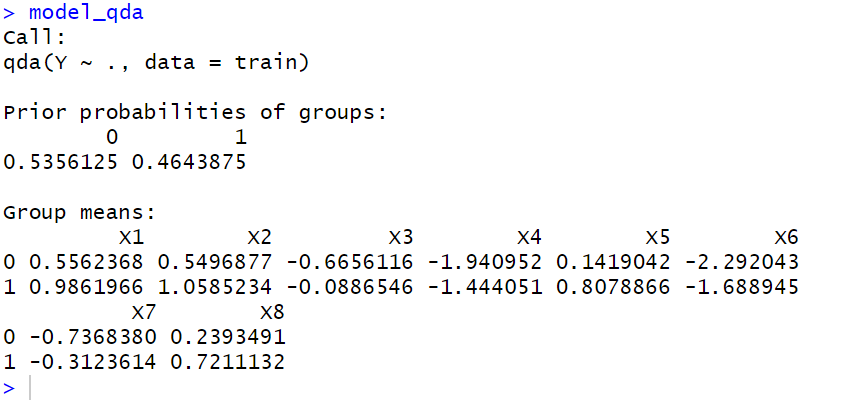 > model_qda
Call:
qda(Y ~ ., data = train)

Prior probabilities of groups:
        0         1
0.5356125 0.4643875

Group means:
         X1        X2         X3        X4        X5        X6
0 0.5562368 0.5496877 -0.6656116 -1.940952 0.1419042 -2.292043
1 0.9861966 1.0585234 -0.0886546 -1.444051 0.8078866 -1.688945
          X7        X8
0 -0.7368380 0.2393491
1 -0.3123614 0.7211132
>